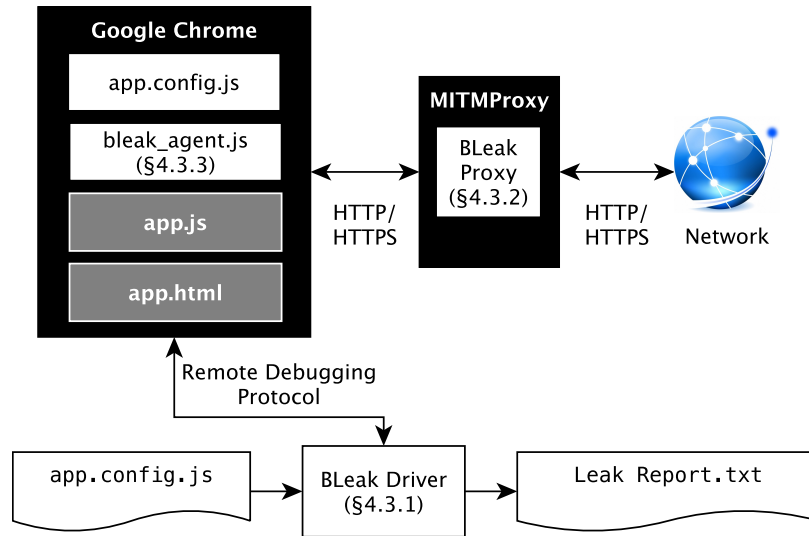 Google Chrome
app.config.js
bleak_agent.js
(§4.3.3)
app.js
app.html
HTTP/
HTTPS
MITMProxy
BLeak
Proxy
(§4.3.2)
HTTP/
HTTPS
Network
Remote Debugging
Protocol
app.config.js
BLeak Driver
(§4.3.1)
Leak Report.txt